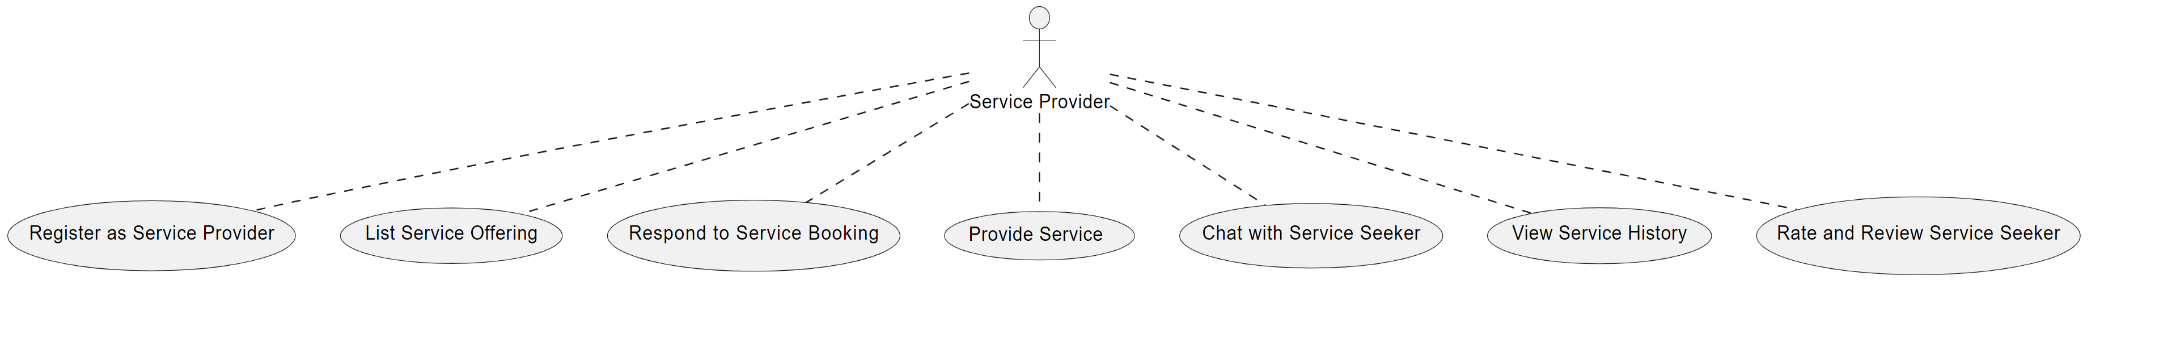 Service Provider
Register as Service Provider
List Service Offering
Respond to Service Booking
Provide Service
Chat with Service Seeker
View Service History
Rate and Review Service Seeker